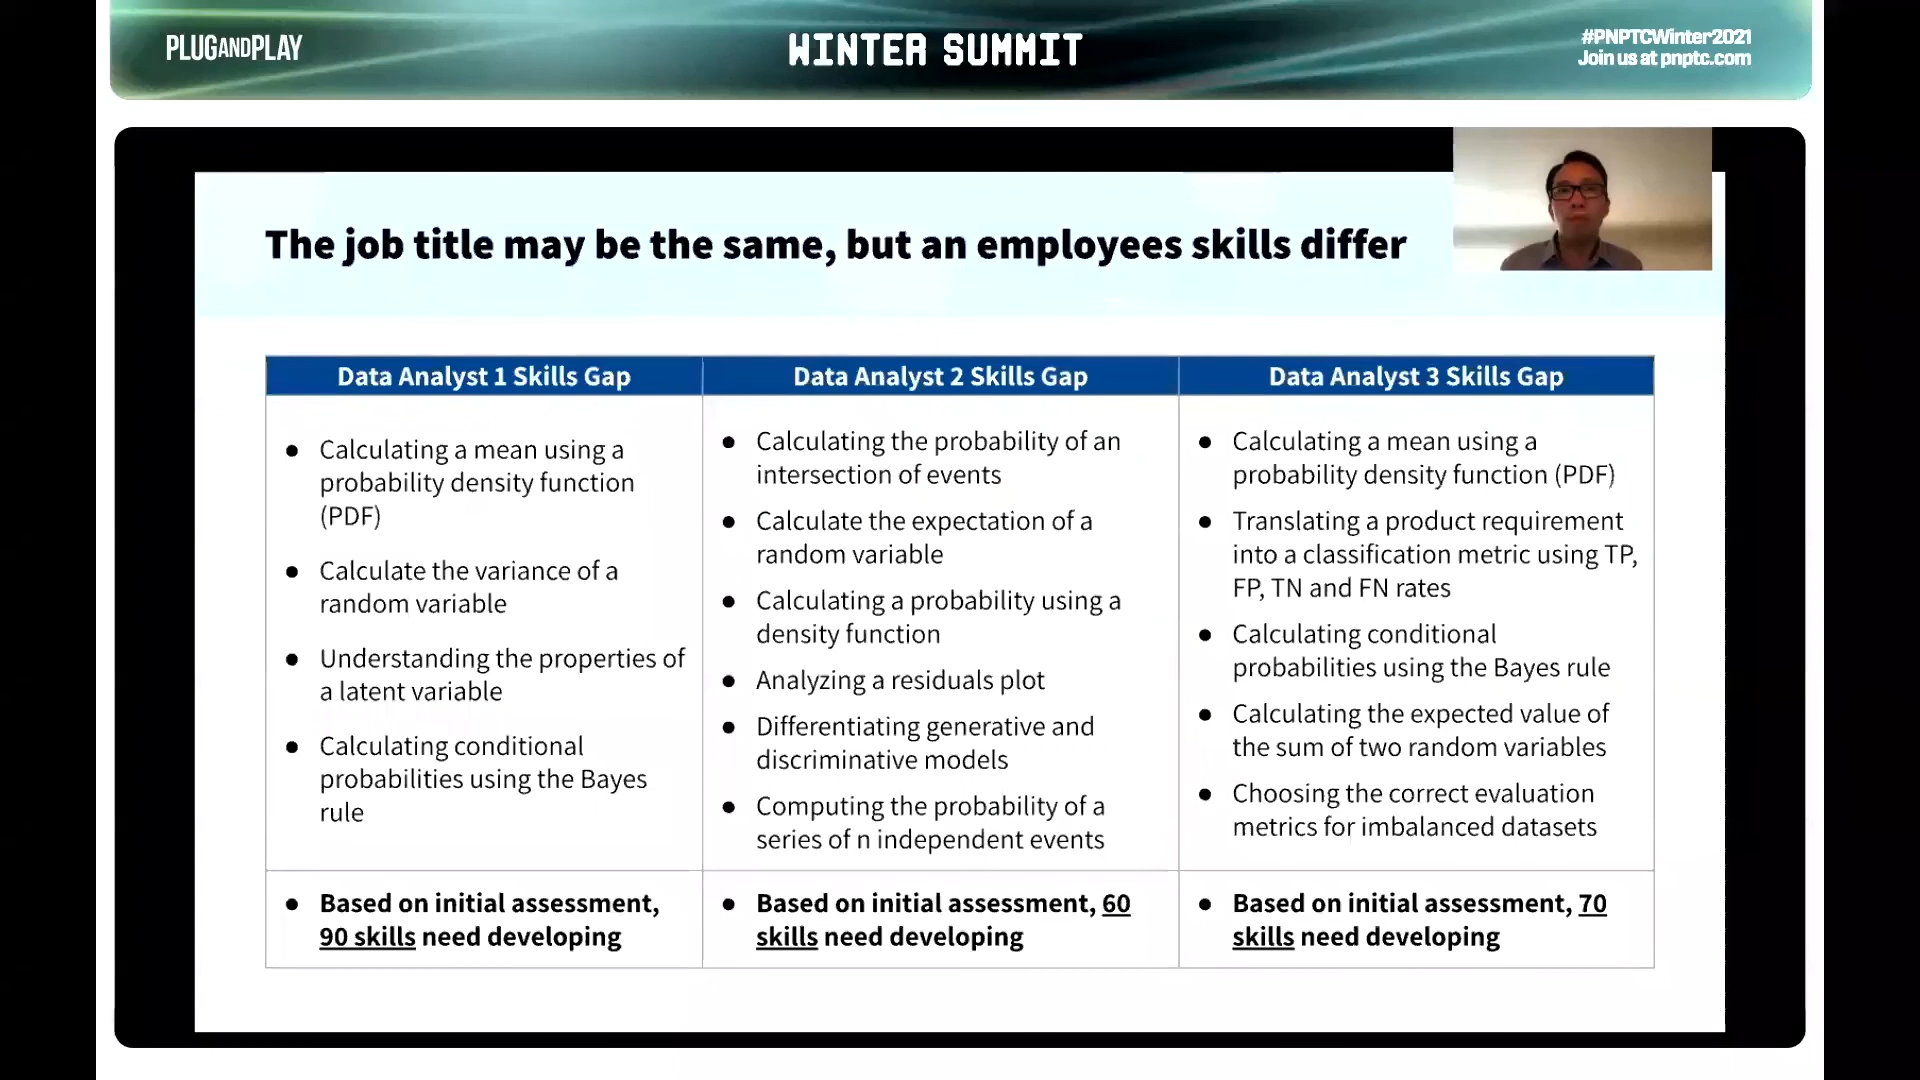 PLUGANDPLAY
WINTER SUMMIT
#PNPTCWinter2021
Join us at pnptc.com
The job title may be the same, but an employees skills differ
Data Analyst 1 Skills Gap
● Calculating a mean using a
probability density function
(PDF)
● Calculate the variance of a
random variable
● Understanding the properties of
a latent variable
● Calculating conditional
probabilities using the Bayes
rule
● Based on initial assessment,
90 skills need developing
Data Analyst 2 Skills Gap
● Calculating the probability of an
intersection of events
● Calculate the expectation of a
random variable
● Calculating a probability using a
density function
● Analyzing a residuals plot
● Differentiating generative and
discriminative models
● Computing the probability of a
series of n independent events
● Based on initial assessment, 60
skills need developing
Data Analyst 3 Skills Gap
● Calculating a mean using a
probability density function (PDF)
● Translating a product requirement
into a classification metric using TP,
FP, TN and FN rates
● Calculating conditional
probabilities using the Bayes rule
● Calculating the expected value of
the sum of two random variables
● Choosing the correct evaluation
metrics for imbalanced datasets
● Based on initial assessment, 70
skills need developing